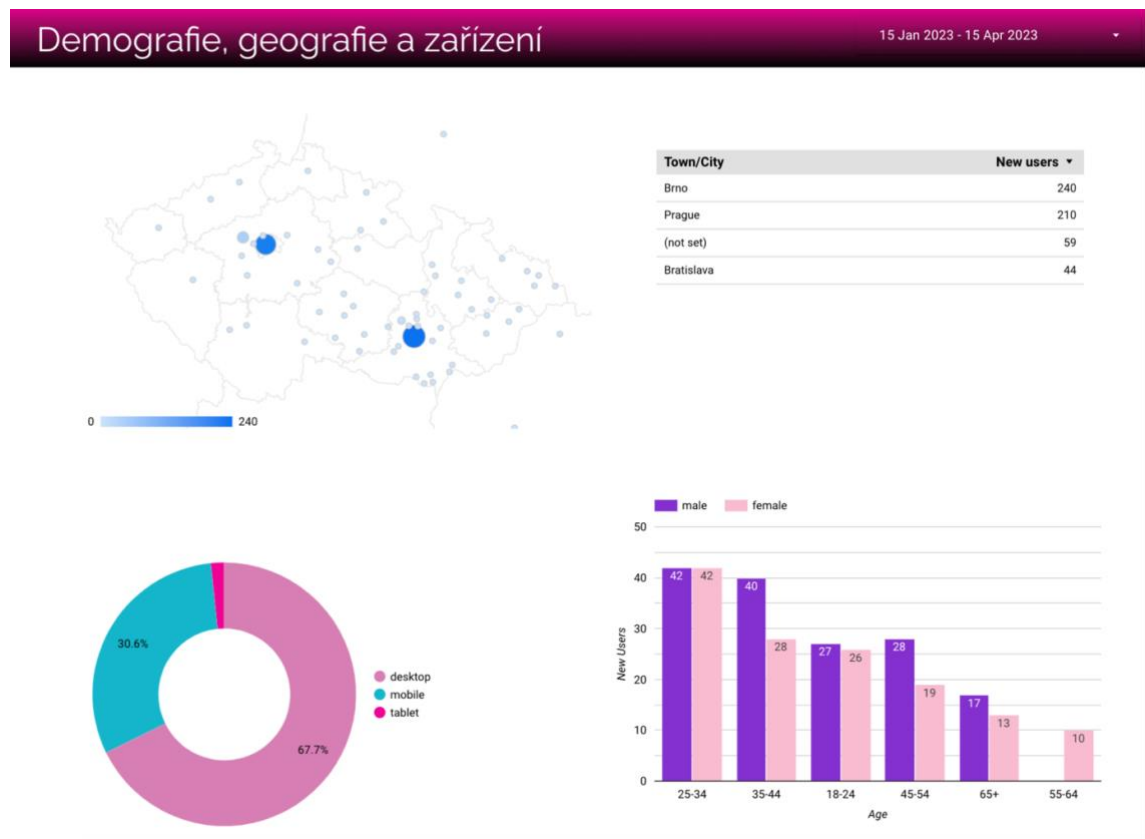 Demografie, geografie a zařízení
15 Jan 2023 - 15 Apr 2023
Town/City New users
Brno 240
Prague 210
(not set) 59
Bratislava 44
0 240
male female
50
40
30
20
10
0
New Users
42 42
40 28
27 26
28 19
17 13
10
25-34 35-44 18-24 45-54 65+ 55-64
Age
30.6%
67.7%
desktop
mobile
tablet